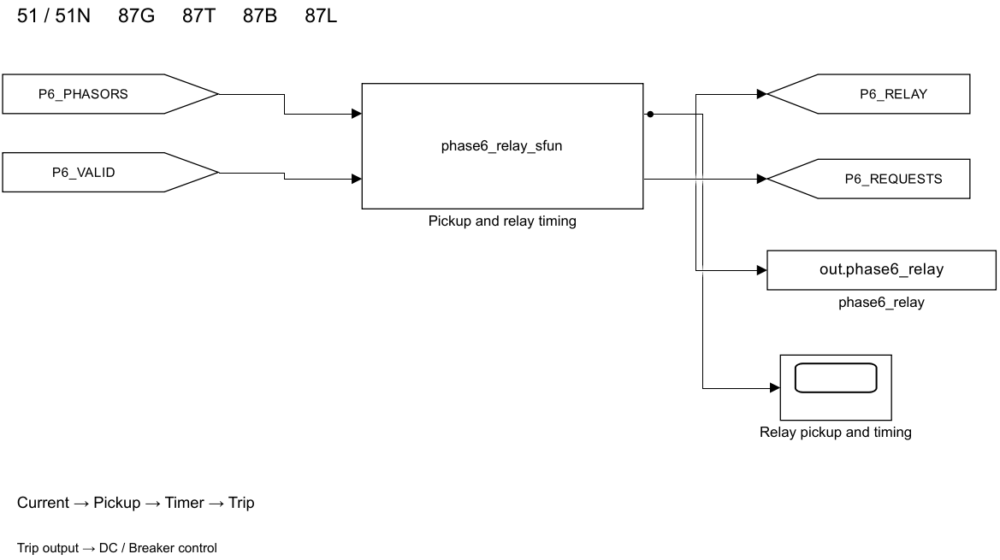 51 / 51N 87G 87T 87B 87L
P6_PHASORS
P6_VALID
phase6_relay_sfun
Pickup and relay timing
P6_RELAY
P6_REQUESTS
out.phase6_relay
phase6_relay
Relay pickup and timing
Current → Pickup → Timer → Trip
Trip output → DC / Breaker control